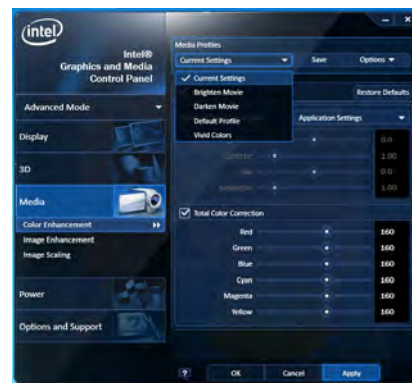 intel
Intel®
Graphics and Media
Control Panel
Advanced Mode
Display
3D
Media
Color Enhancement
Image Enhancement
Image Scaling
Power
Options and Support
Media Profiles
Current Settings
Save
Options
Current Settings
Brighten Movie
Darken Movie
Default Profile
Vivid Colors
Restore Defaults
Application Settings
0.0
Contrast
1.00
Hue
0.0
Saturation
1.00
Total Color Correction
Red 160
Green 160
Blue 160
Cyan 160
Magenta 160
Yellow 160
? OK Cancel Apply